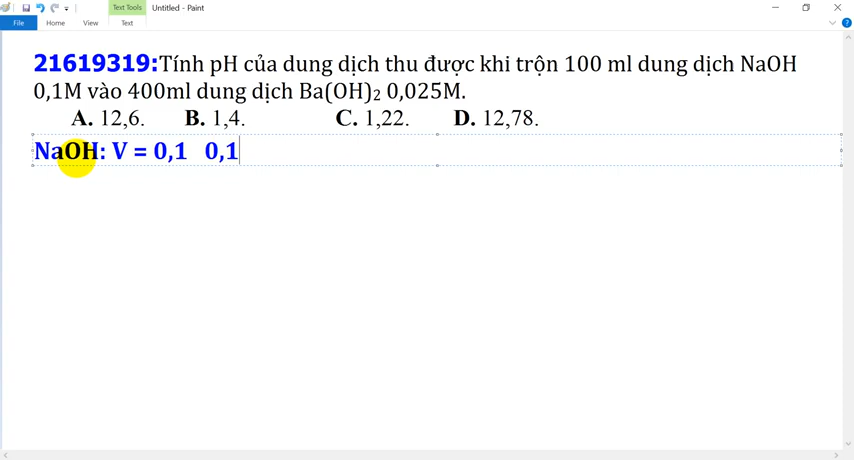 Text Tools Untitled - Paint
File Home View Text
21619319:Tính pH của dung dịch thu được khi trộn 100 ml dung dịch NaOH
0,1M vào 400ml dung dịch Ba(OH)₂ 0,025M.
A. 12,6. B. 1,4. C. 1,22. D. 12,78.
NaOH: V = 0,1 0,1